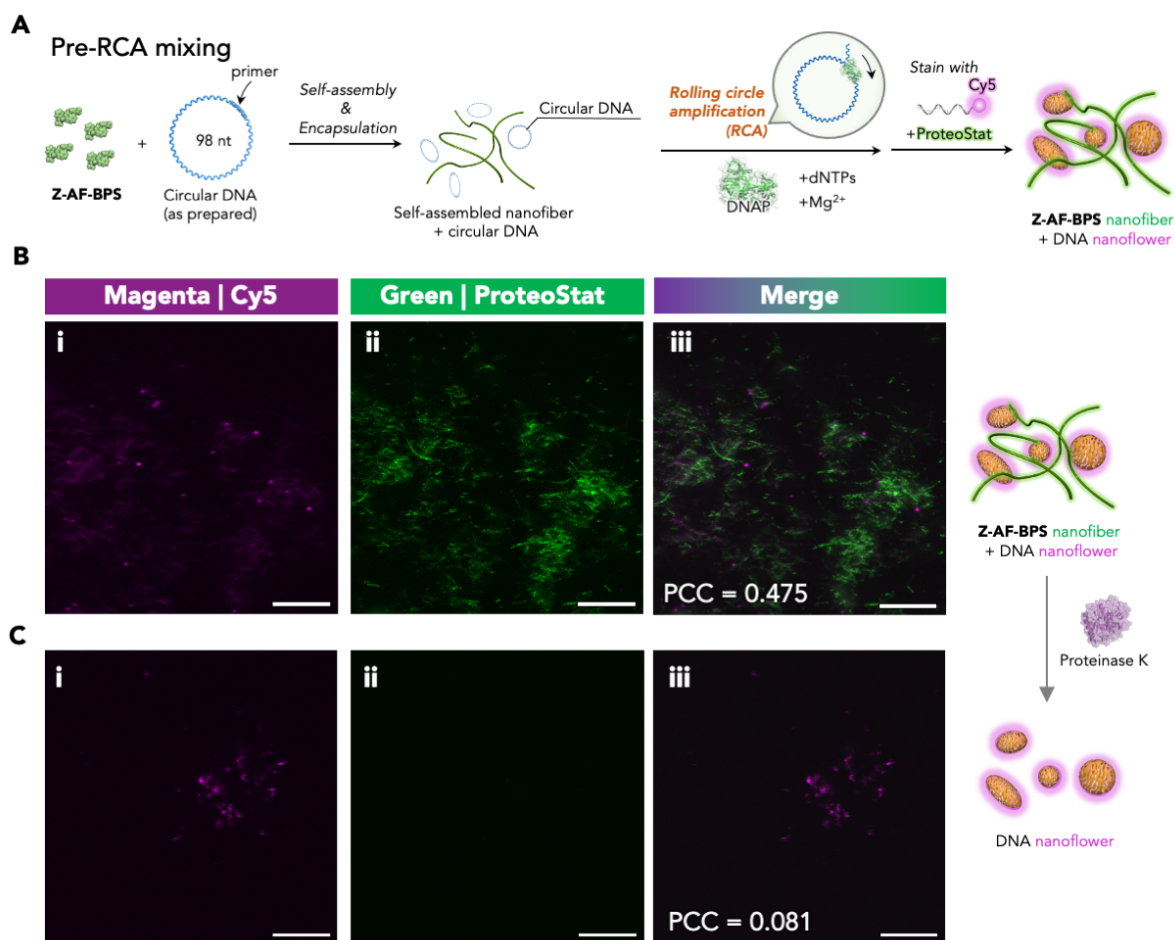 A
Pre-RCA mixing
primer
98 nt
+
Z-AF-BPS
Circular DNA
(as prepared)
Self-assembly
&
Encapsulation
Circular DNA
Self-assembled nanofiber
+ circular DNA
Rolling circle
amplification
(RCA)
DNAP
+dNTPs
+Mg²⁺
Stain with
Cy5
+ProteoStat
Z-AF-BPS nanofiber
+ DNA nanoflower
B
Magenta | Cy5
Green | ProteoStat
Merge
i
ii
iii
PCC = 0.475
Z-AF-BPS nanofiber
+ DNA nanoflower
Proteinase K
DNA nanoflower
C
i
ii
iii
PCC = 0.081